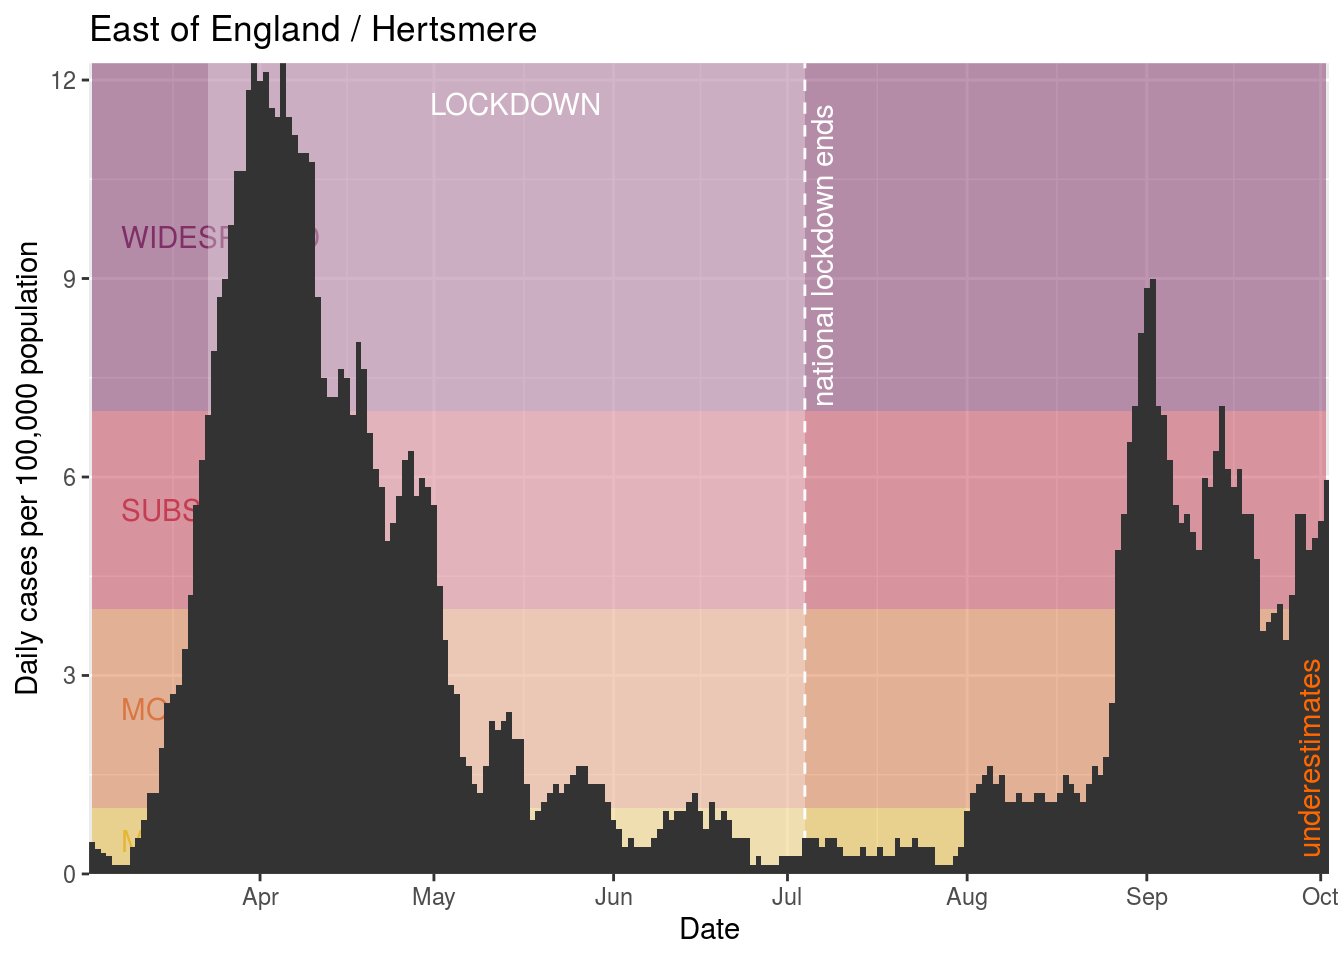 East of England / Hertsmere
Daily cases per 100,000 population
12
9
6
3
0
LOCKDOWN
national lockdown ends
underestimates
Apr
May
Jun
Jul
Aug
Sep
Oct
Date